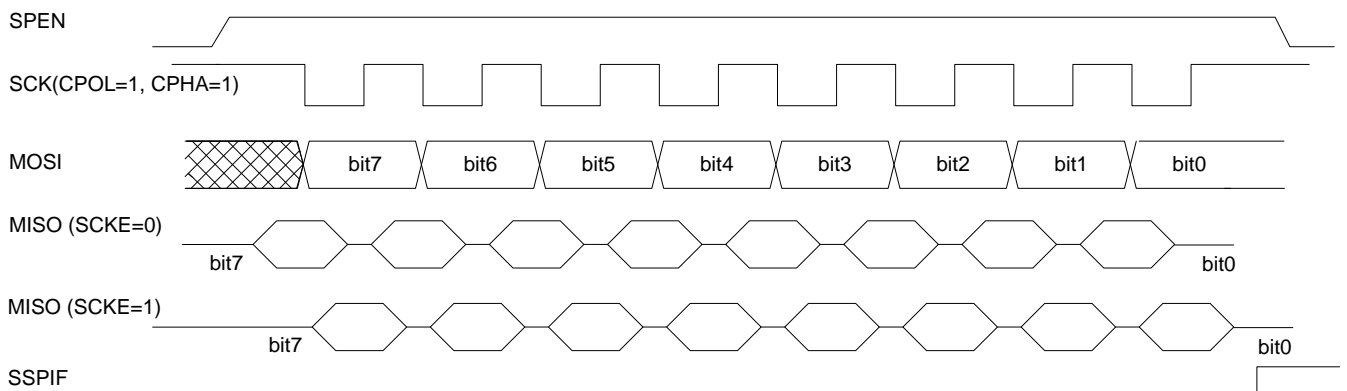 SPEN
SCK(CPOL=1, CPHA=1)
MOSI bit7 bit6 bit5 bit4 bit3 bit2 bit1 bit0
MISO (SCKE=0)
bit7 bit0
MISO (SCKE=1)
bit7 bit0
SSPIF